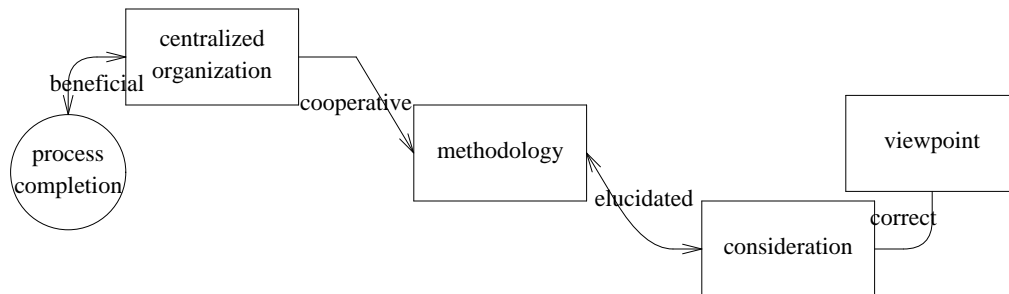 centralized
organization
beneficial
cooperative
process
completion
methodology
viewpoint
elucidated
correct
consideration